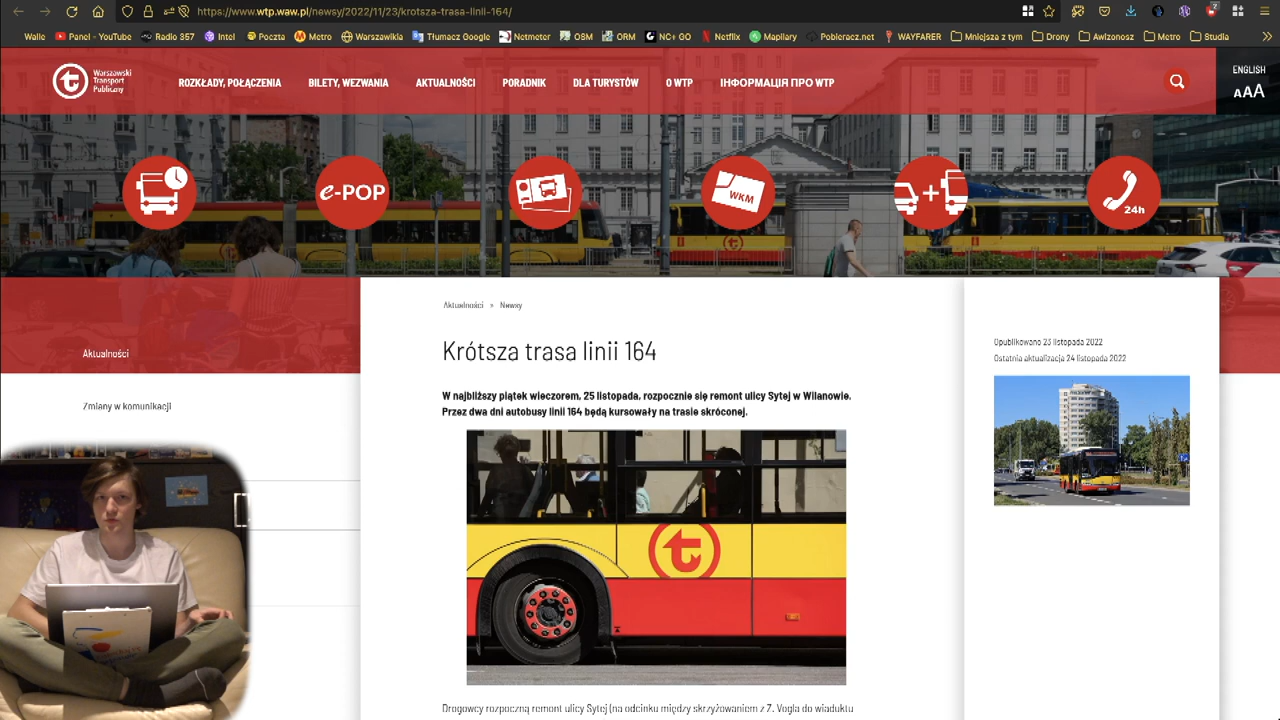 https://www.wtp.waw.pl/newsy/2022/11/23/krotsza-trasa-linii-164/
Walle Panel - YouTube Radio 357 Intel Poczta Metro Warszawikia Tłumacz Google Netmeter OSM ORM NC+ GO Netflix Mapilary Pobieracz.net WAYFARER Mniejsza z tym Drony Awizonosz Metro Studia
Warszawski
Transport
Publiczny
ROZKŁADY, POŁĄCZENIA BILETY, WEZWANIA AKTUALNOŚCI PORADNIK DLA TURYSTÓW O WTP ІНФОРМАЦІЯ ПРО WTP
ENGLISH
AAA
e-POP
WKM
24h
Aktualności » Newsy
Krótsza trasa linii 164
Opublikowano 23 listopada 2022
Ostatnia aktualizacja 24 listopada 2022
Aktualności
Zmiany w komunikacji
W najbliższy piątek wieczorem, 25 listopada, rozpocznie się remont ulicy Sytej w Wilanowie.
Przez dwa dni autobusy linii 164 będą kursowały na trasie skróconej.
Drogowcy rozpoczną remont ulicy Sytej (na odcinku między skrzyżowaniem z Z. Vogla do wiaduktu